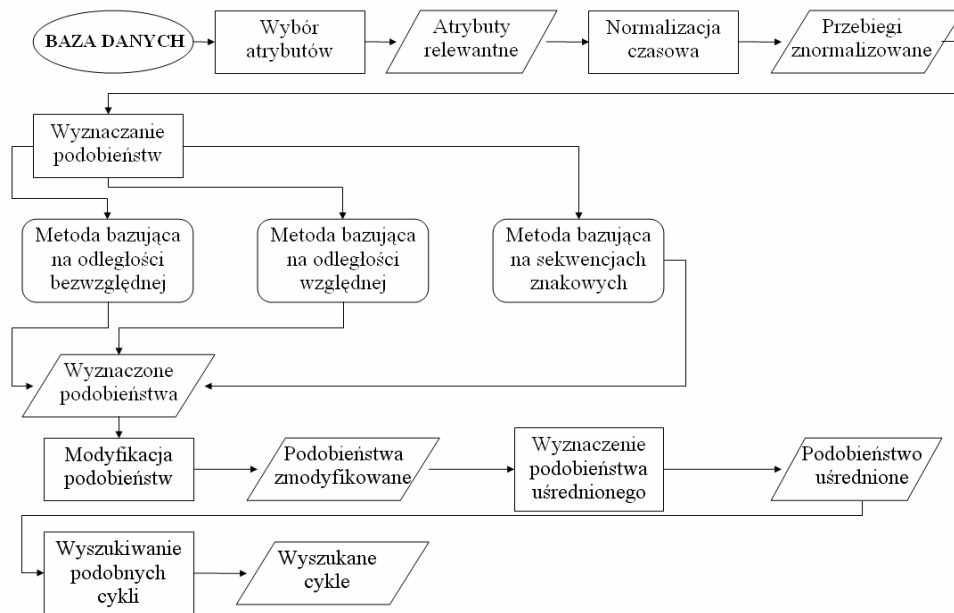 BAZA DANYCH
Wybór
atrybutów
Atrybuty
relewantne
Normalizacja
czasowa
Przebiegi
znormalizowane
Wyznaczanie
podobieństw
Metoda bazująca
na odległości
bezwzględnej
Metoda bazująca
na odległości
względnej
Metoda bazująca
na sekwencjach
znakowych
Wyznaczone
podobieństwa
Modyfikacja
podobieństw
Podobieństwa
zmodyfikowane
Wyznaczenie
podobieństwa
uśrednionego
Podobieństwo
uśrednione
Wyszukiwanie
podobnych
cykli
Wyszukane
cykle